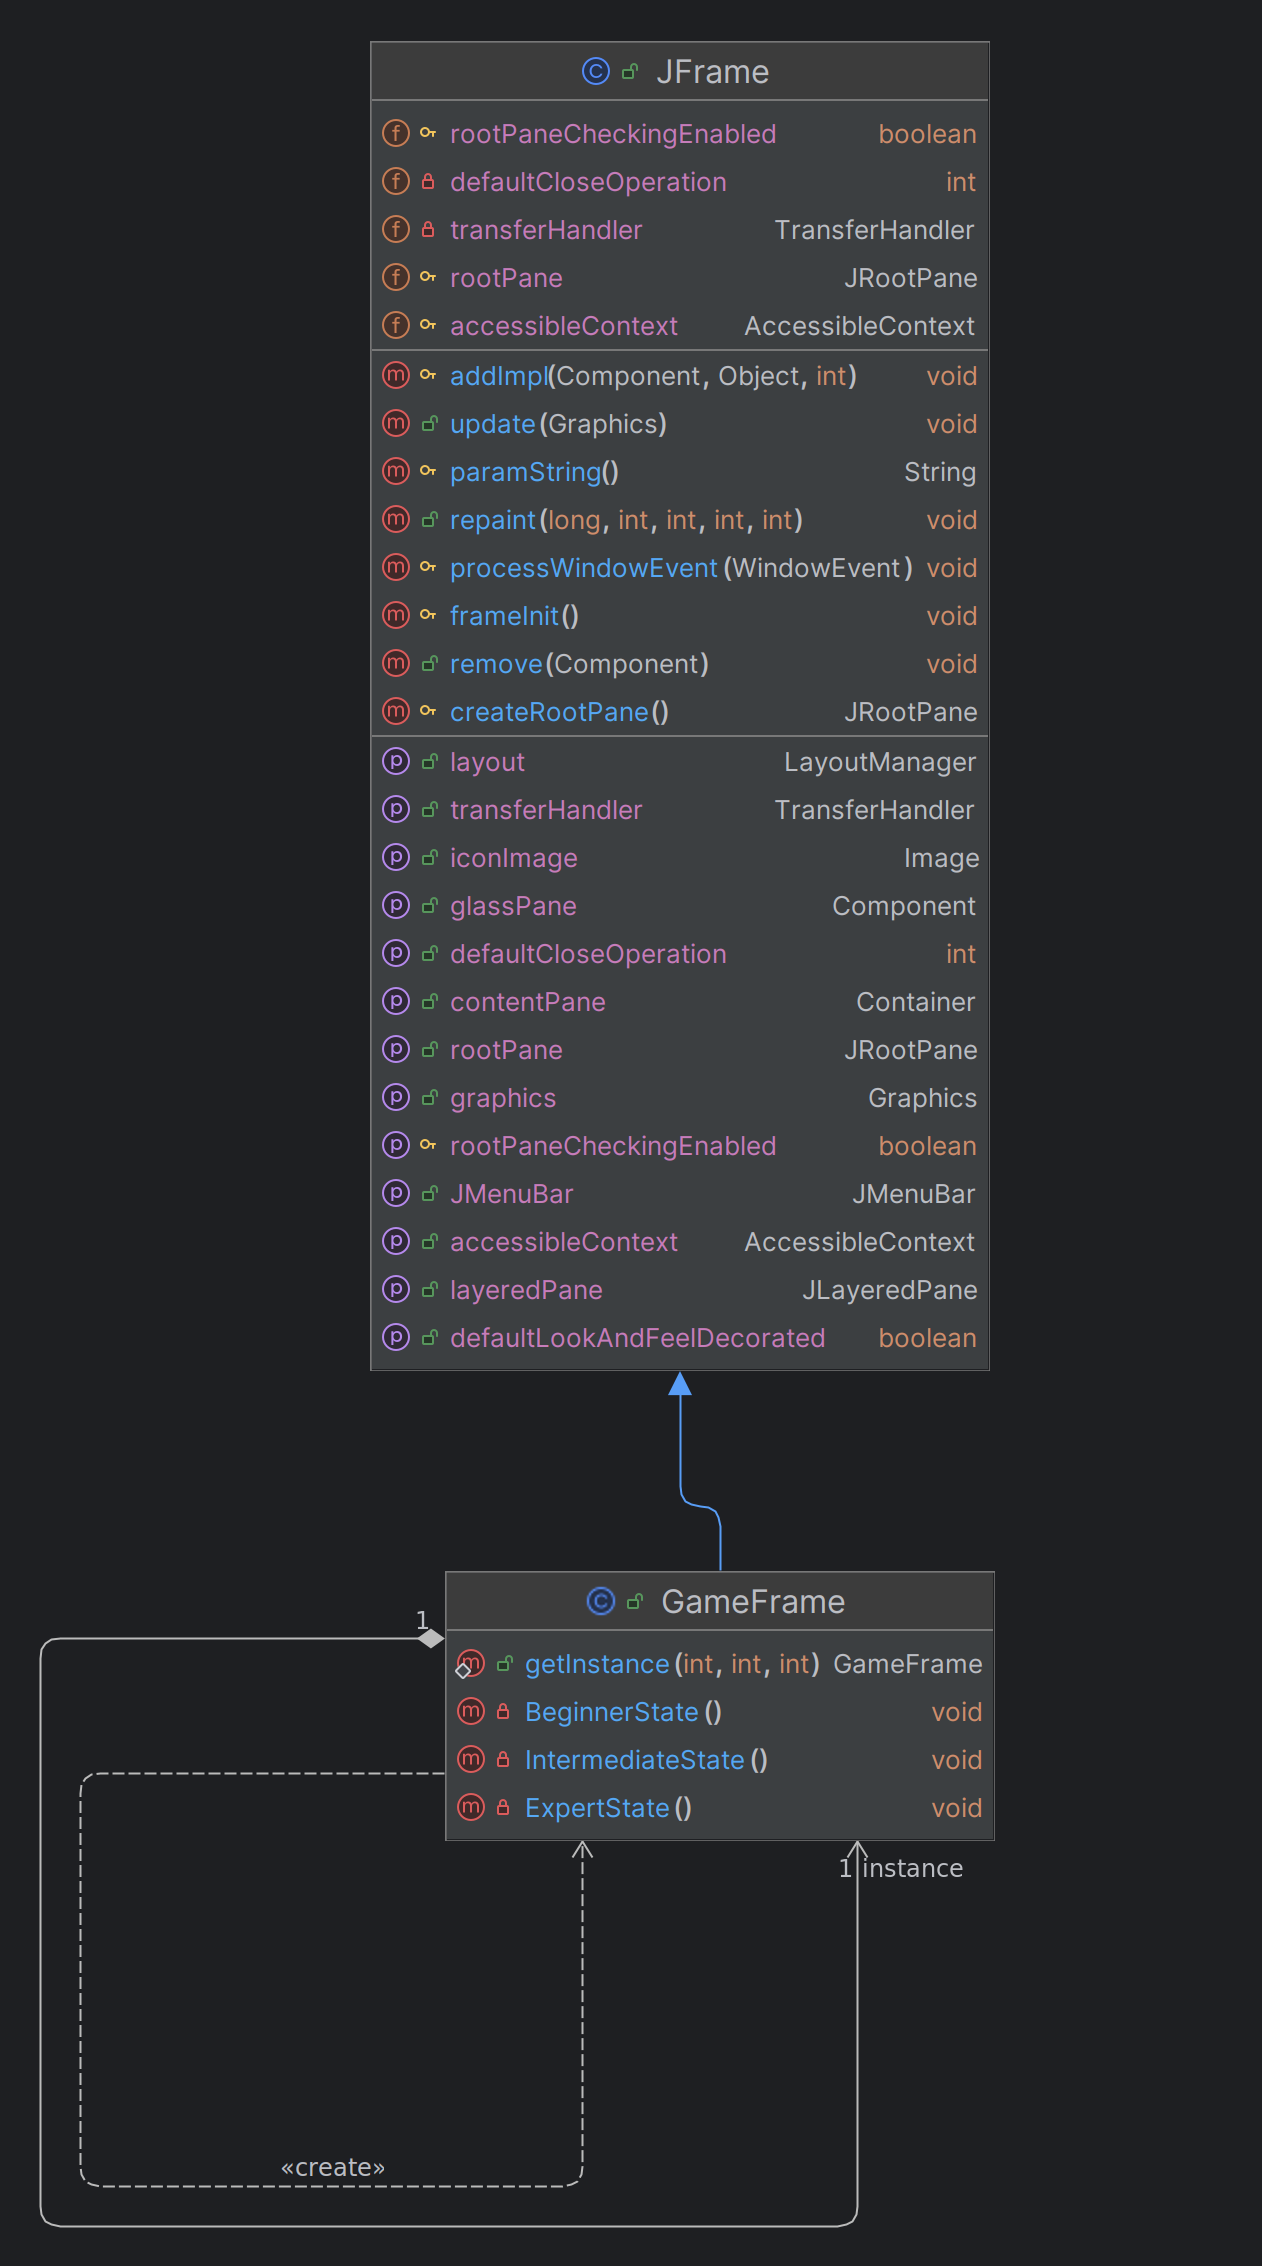 JFrame
rootPaneCheckingEnabled boolean
defaultCloseOperation int
transferHandler TransferHandler
rootPane JRootPane
accessibleContext AccessibleContext
addImpl(Component, Object, int) void
update(Graphics) void
paramString() String
repaint(long, int, int, int, int) void
processWindowEvent(WindowEvent) void
frameInit() void
remove(Component) void
createRootPane() JRootPane
layout LayoutManager
transferHandler TransferHandler
iconImage Image
glassPane Component
defaultCloseOperation int
contentPane Container
rootPane JRootPane
graphics Graphics
rootPaneCheckingEnabled boolean
JMenuBar JMenuBar
accessibleContext AccessibleContext
layeredPane JLayeredPane
defaultLookAndFeelDecorated boolean
GameFrame
1
getInstance(int, int, int) GameFrame
BeginnerState() void
IntermediateState() void
ExpertState() void
1 instance
«create»